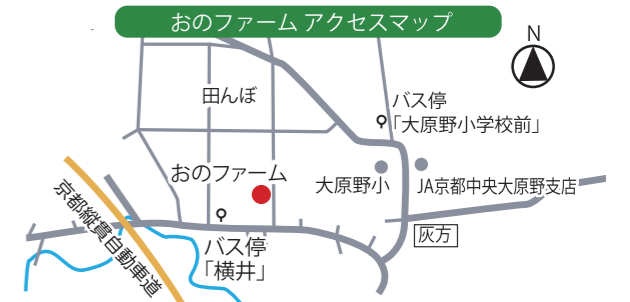 おのファーム アクセスマップ
N
田んぼ
バス停
「大原野小学校前」
おのファーム
大原野小
JA京都中央大原野支店
京都縦貫自動車道
バス停
「横井」
灰方